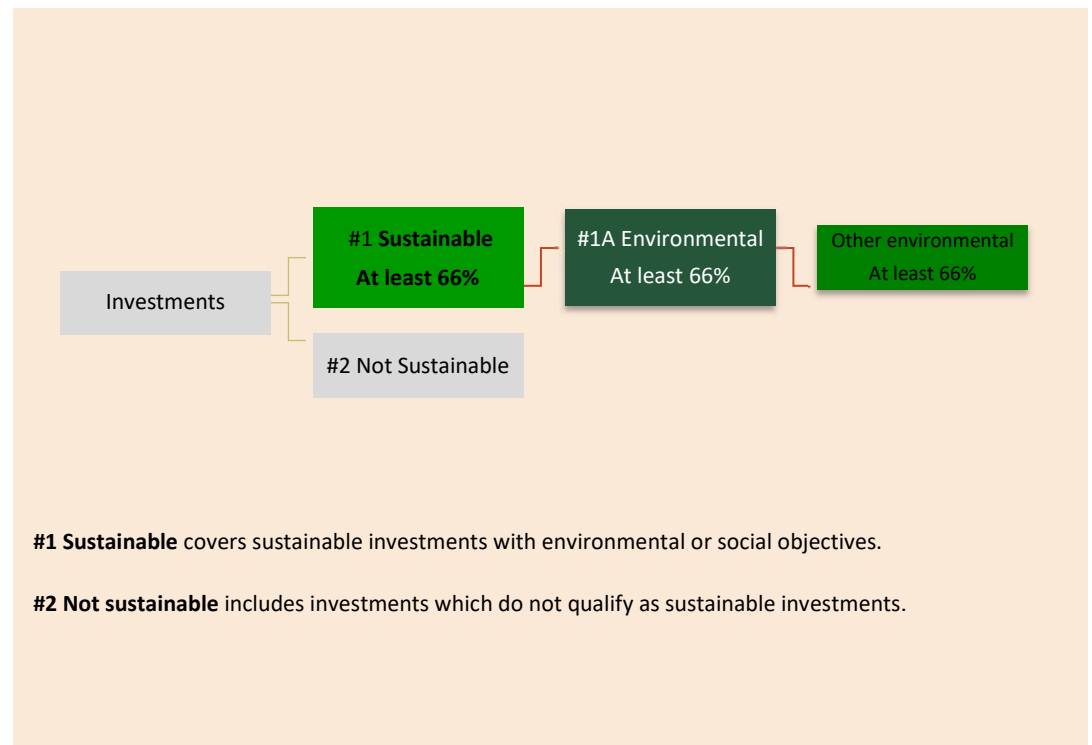 #1 Sustainable
At least 66%
#1A Environmental
At least 66%
Other environmental
At least 66%
Investments
#2 Not Sustainable
#1 Sustainable covers sustainable investments with environmental or social objectives.
#2 Not sustainable includes investments which do not qualify as sustainable investments.